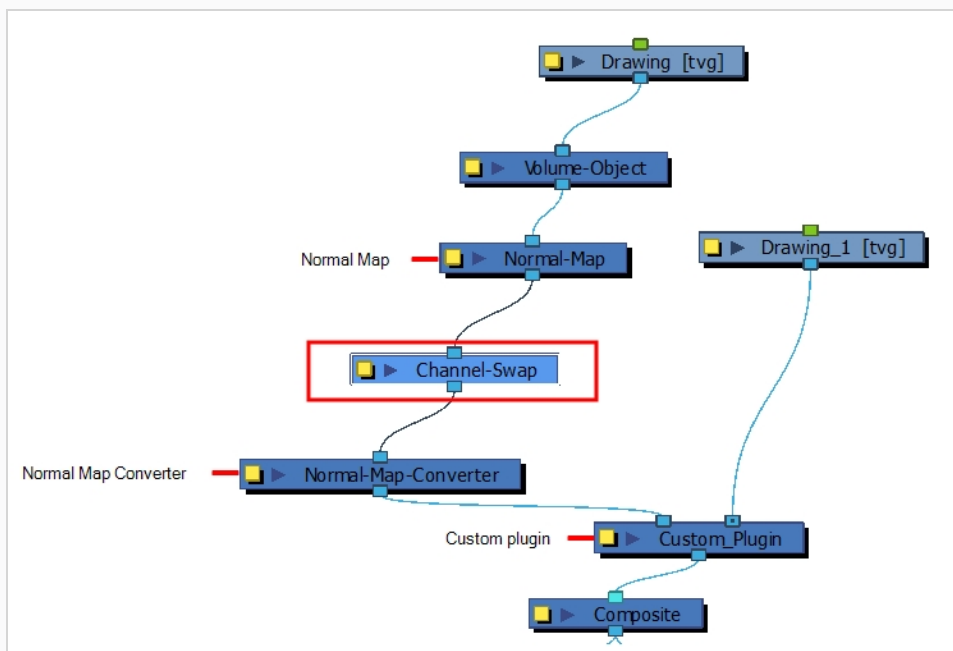 Drawing [tvg]
Volume-Object
Drawing_1 [tvg]
Normal Map
Normal-Map
Channel-Swap
Normal Map Converter
Normal-Map-Converter
Custom plugin
Custom_Plugin
Composite